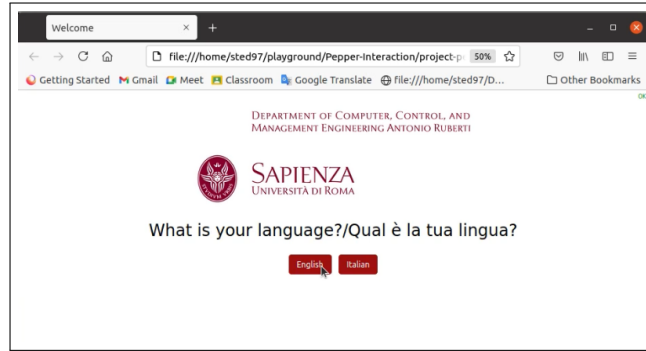 Welcome
file:///home/sted97/playground/Pepper-Interaction/project-p 50%
Getting Started Gmail Meet Classroom Google Translate file:///home/sted97/D... Other Bookmarks
OK
DEPARTMENT OF COMPUTER, CONTROL, AND
MANAGEMENT ENGINEERING ANTONIO RUBERTI
SAPIENZA
UNIVERSITÀ DI ROMA
What is your language?/Qual è la tua lingua?
English Italian